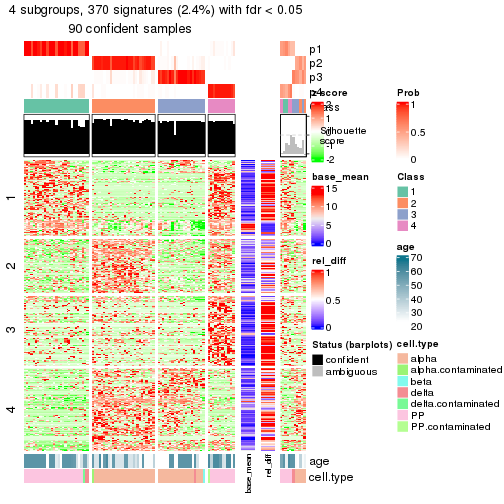 4 subgroups, 370 signatures (2.4%) with fdr < 0.05
90 confident samples
p1
p2
p3
p4
z-score
2
1
-1
-2
Silhouette
score
Prob
1
0.5
0
base_mean
15
10
5
0
Class
1
2
3
4
rel_diff
1
0.5
0
age
70
60
50
40
30
20
Status (barplots)
confident
ambiguous
cell.type
alpha
alpha.contaminated
beta
delta
delta.contaminated
PP
PP.contaminated
1
2
3
4
age
cell.type
base_mean
rel_diff